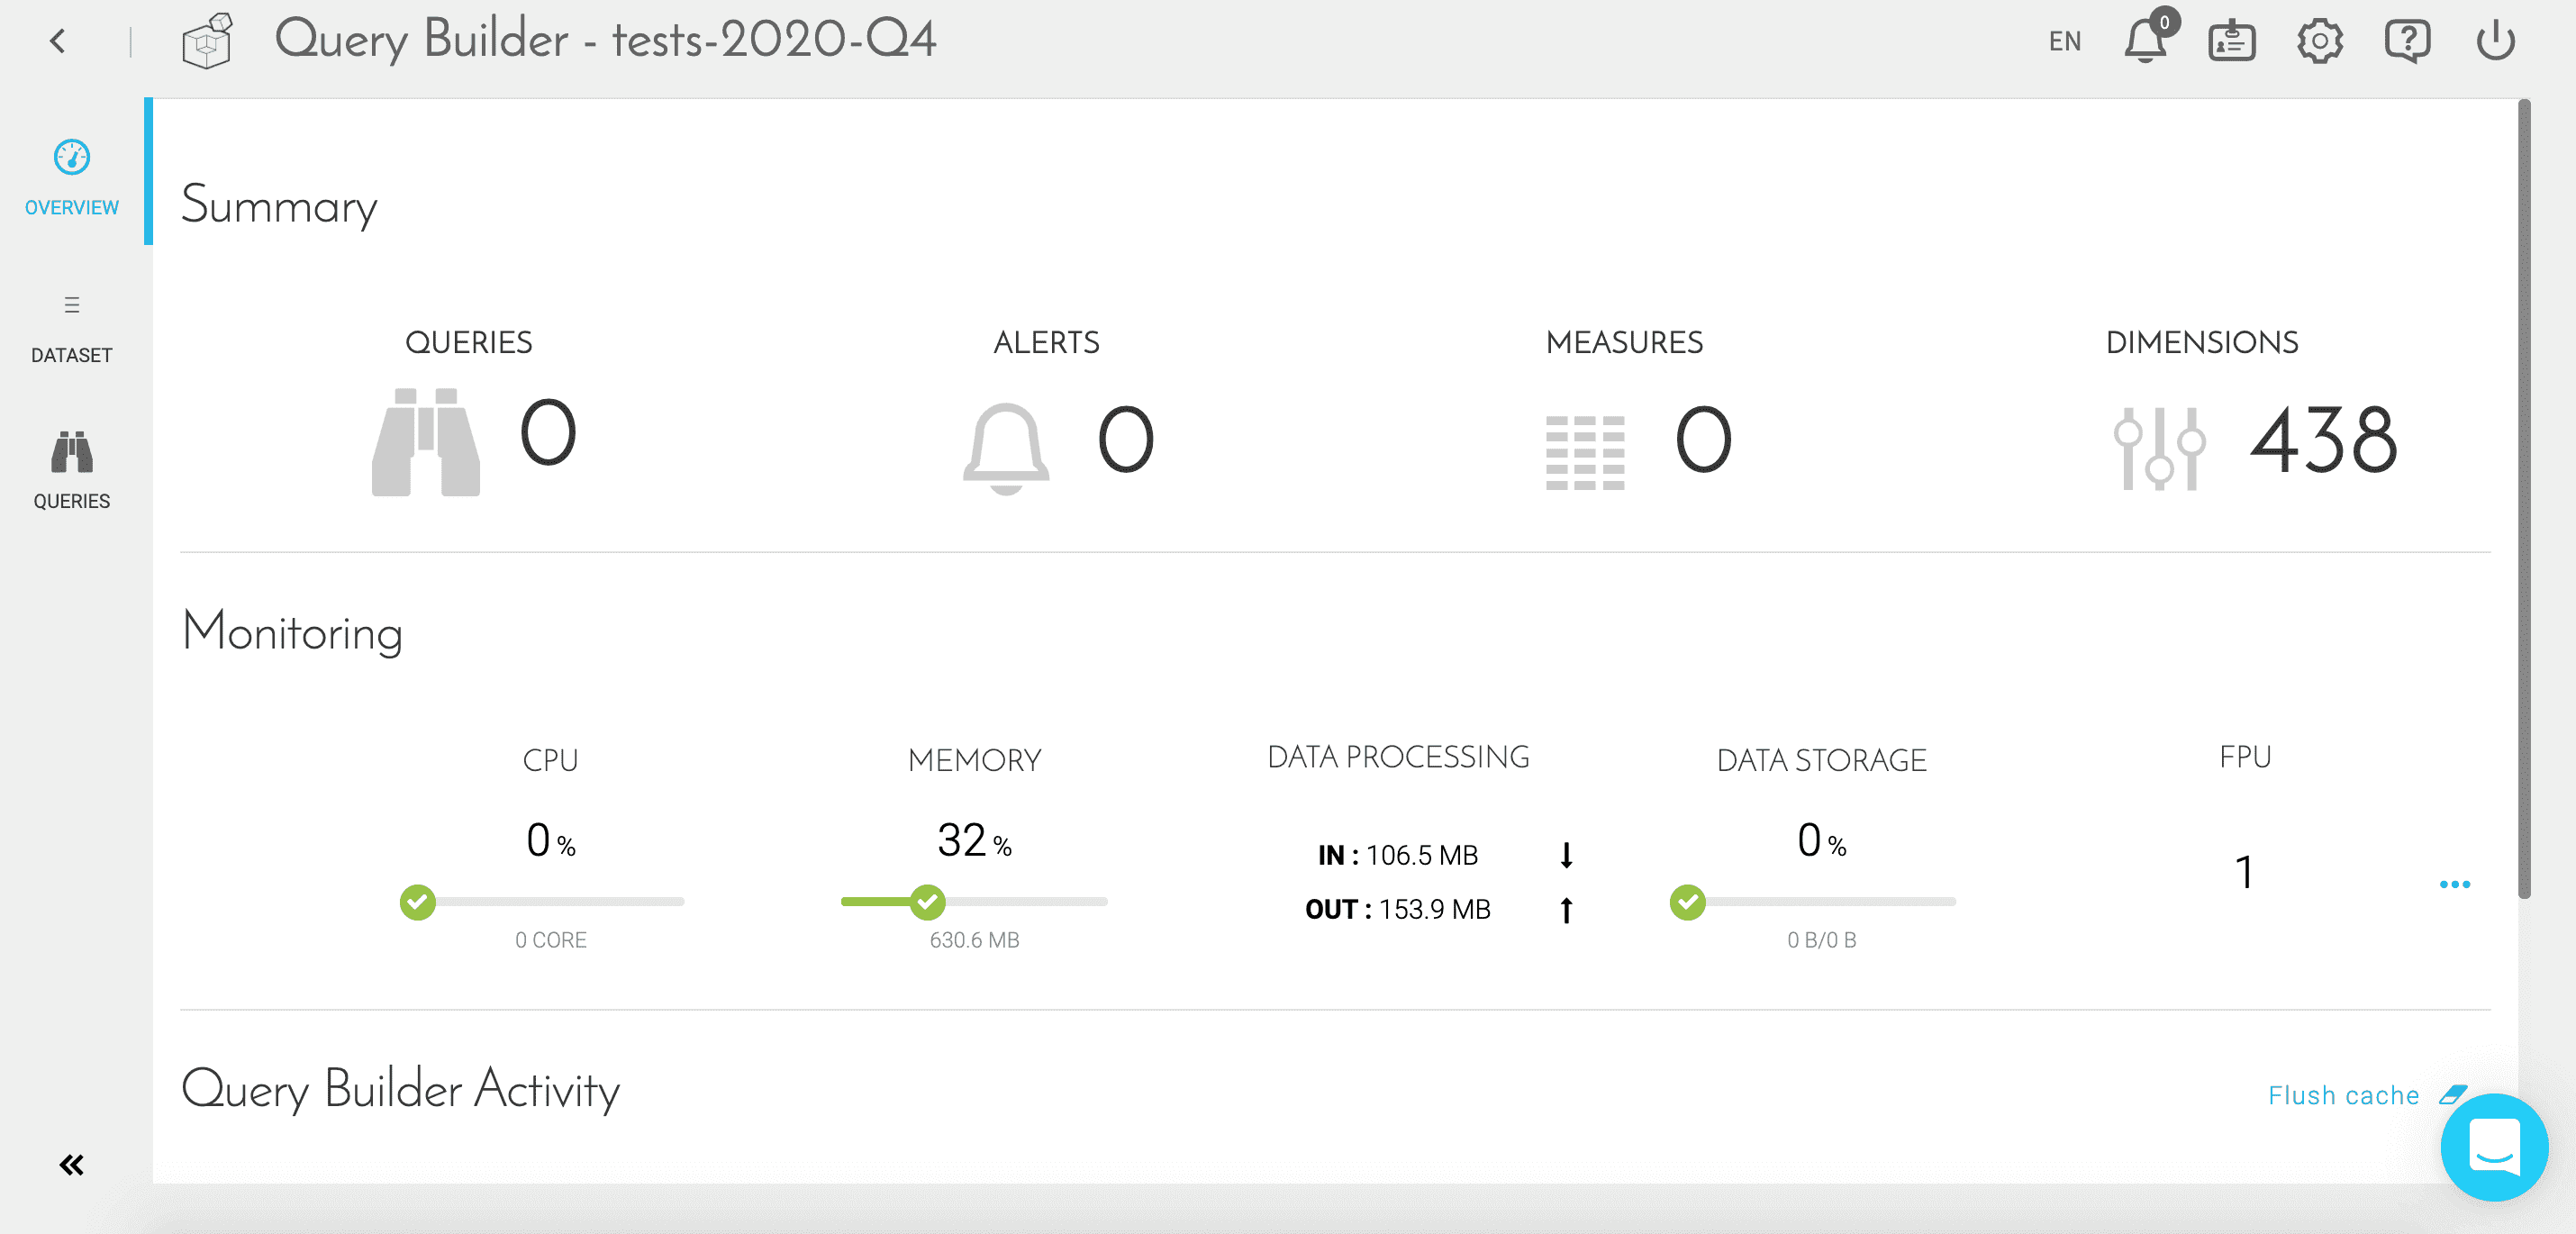 Query Builder - tests-2020-Q4
EN
0
OVERVIEW
DATASET
QUERIES
Summary
QUERIES
0
ALERTS
0
MEASURES
0
DIMENSIONS
438
Monitoring
CPU
0 %
0 CORE
MEMORY
32 %
630.6 MB
DATA PROCESSING
IN : 106.5 MB
OUT : 153.9 MB
DATA STORAGE
0 %
0 B/0 B
FPU
1
Query Builder Activity
Flush cache